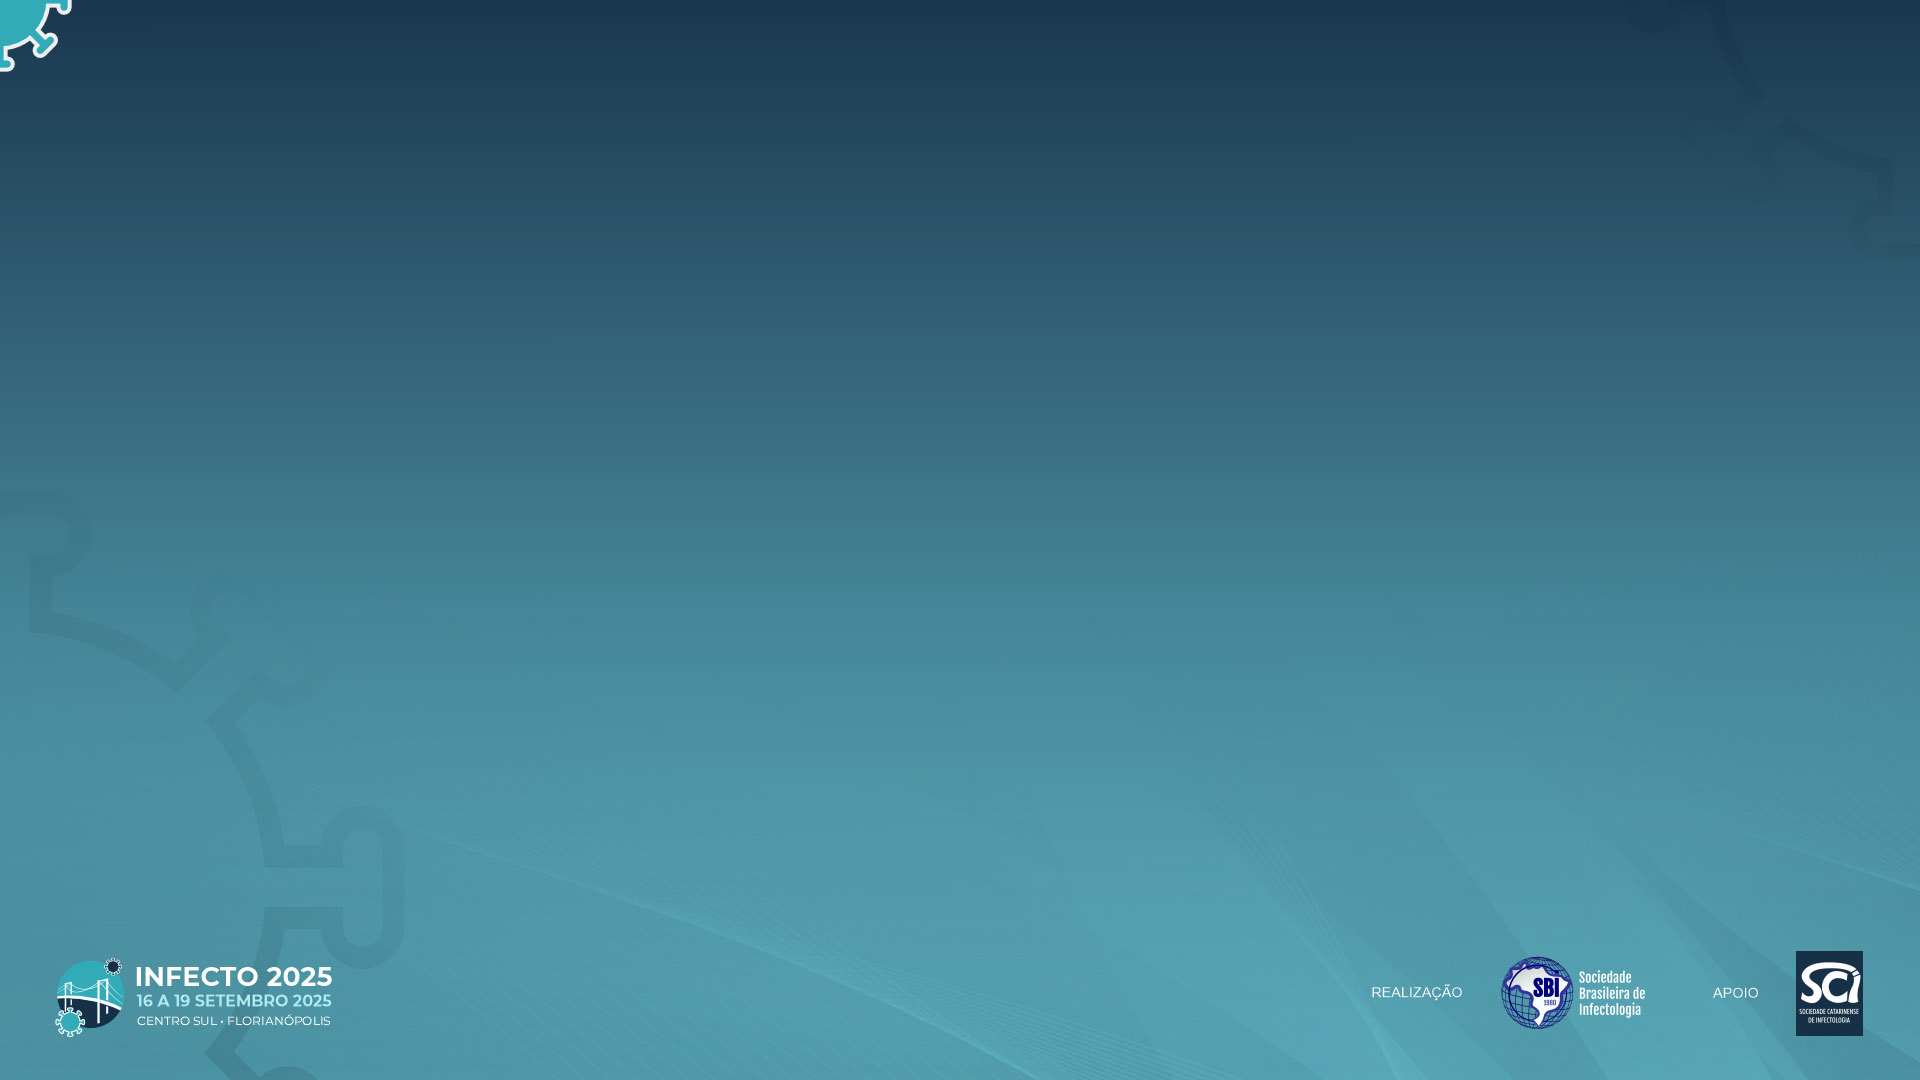 INFECTO 2025
16 A 19 SETEMBRO 2025
CENTRO SUL • FLORIANÓPOLIS
REALIZAÇÃO
SBI
1980
Sociedade
Brasileira de
Infectologia
APOIO
SCI
SOCIEDADE CATARINENSE
DE INFECTOLOGIA